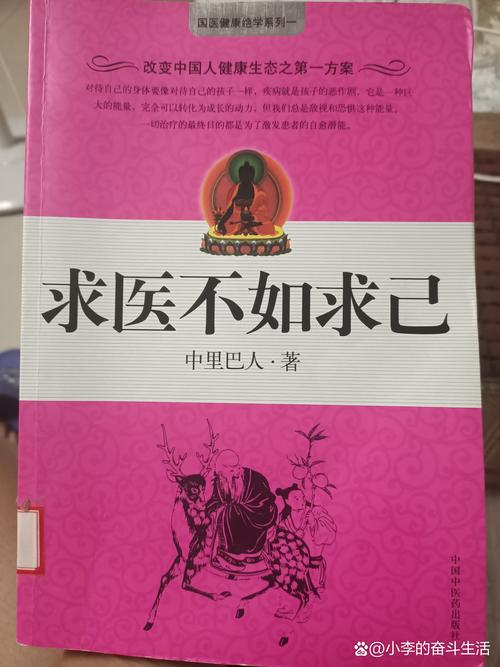 国医健康绝学系列一
改变中国人健康生态之第一方案
对待自己的身体要像对待自己的孩子一样，疾病就是孩子的恶作剧，它是一种巨
大的能量，完全可以转化为成长的动力，但我们总是敌视和恐惧这种能量。
一切治疗的最终目的都是为了激发患者的自愈潜能。
求医不如求己
中里巴人·著
中国中医药出版社
@小李的奋斗生活